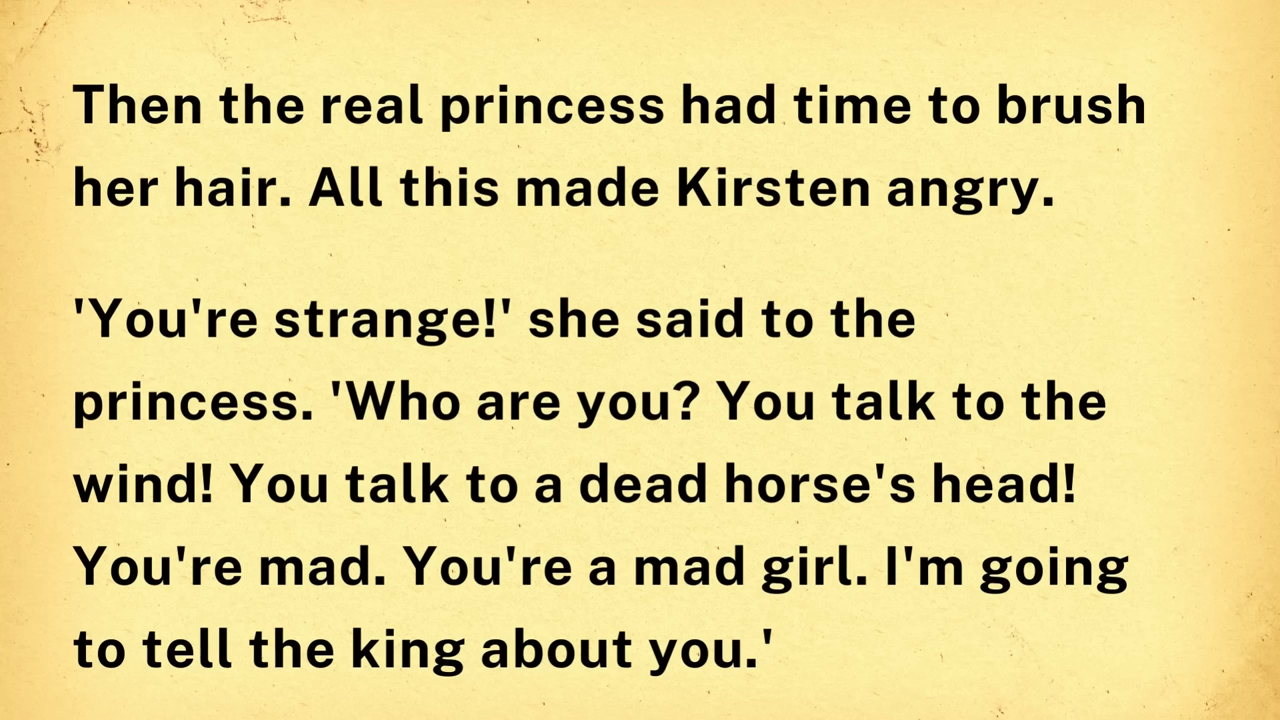 Then the real princess had time to brush
her hair. All this made Kirsten angry.
'You're strange!' she said to the
princess. 'Who are you? You talk to the
wind! You talk to a dead horse's head!
You're mad. You're a mad girl. I'm going
to tell the king about you.'